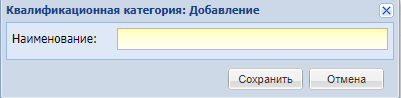 Квалификационная категория: Добавление
Наименование:
Сохранить Отмена